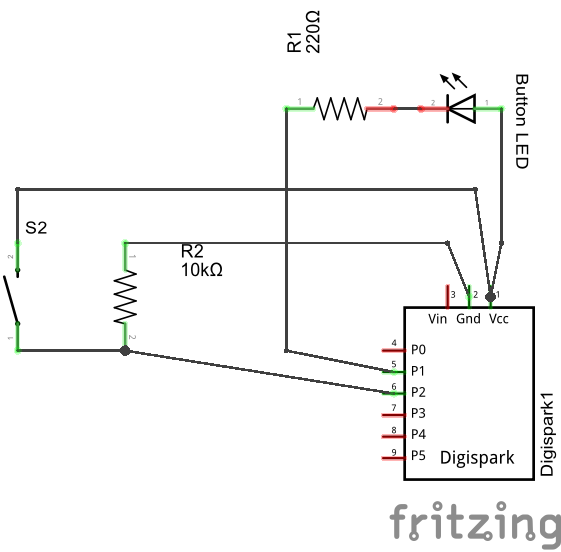 R1
220Ω
1
2
2
1
Button LED
S2
2
1
R2
10kΩ
1
2
3
2
1
Vin
Gnd
Vcc
4
P0
5
P1
6
P2
7
P3
8
P4
9
P5
Digispark
Digispark1
fritzing